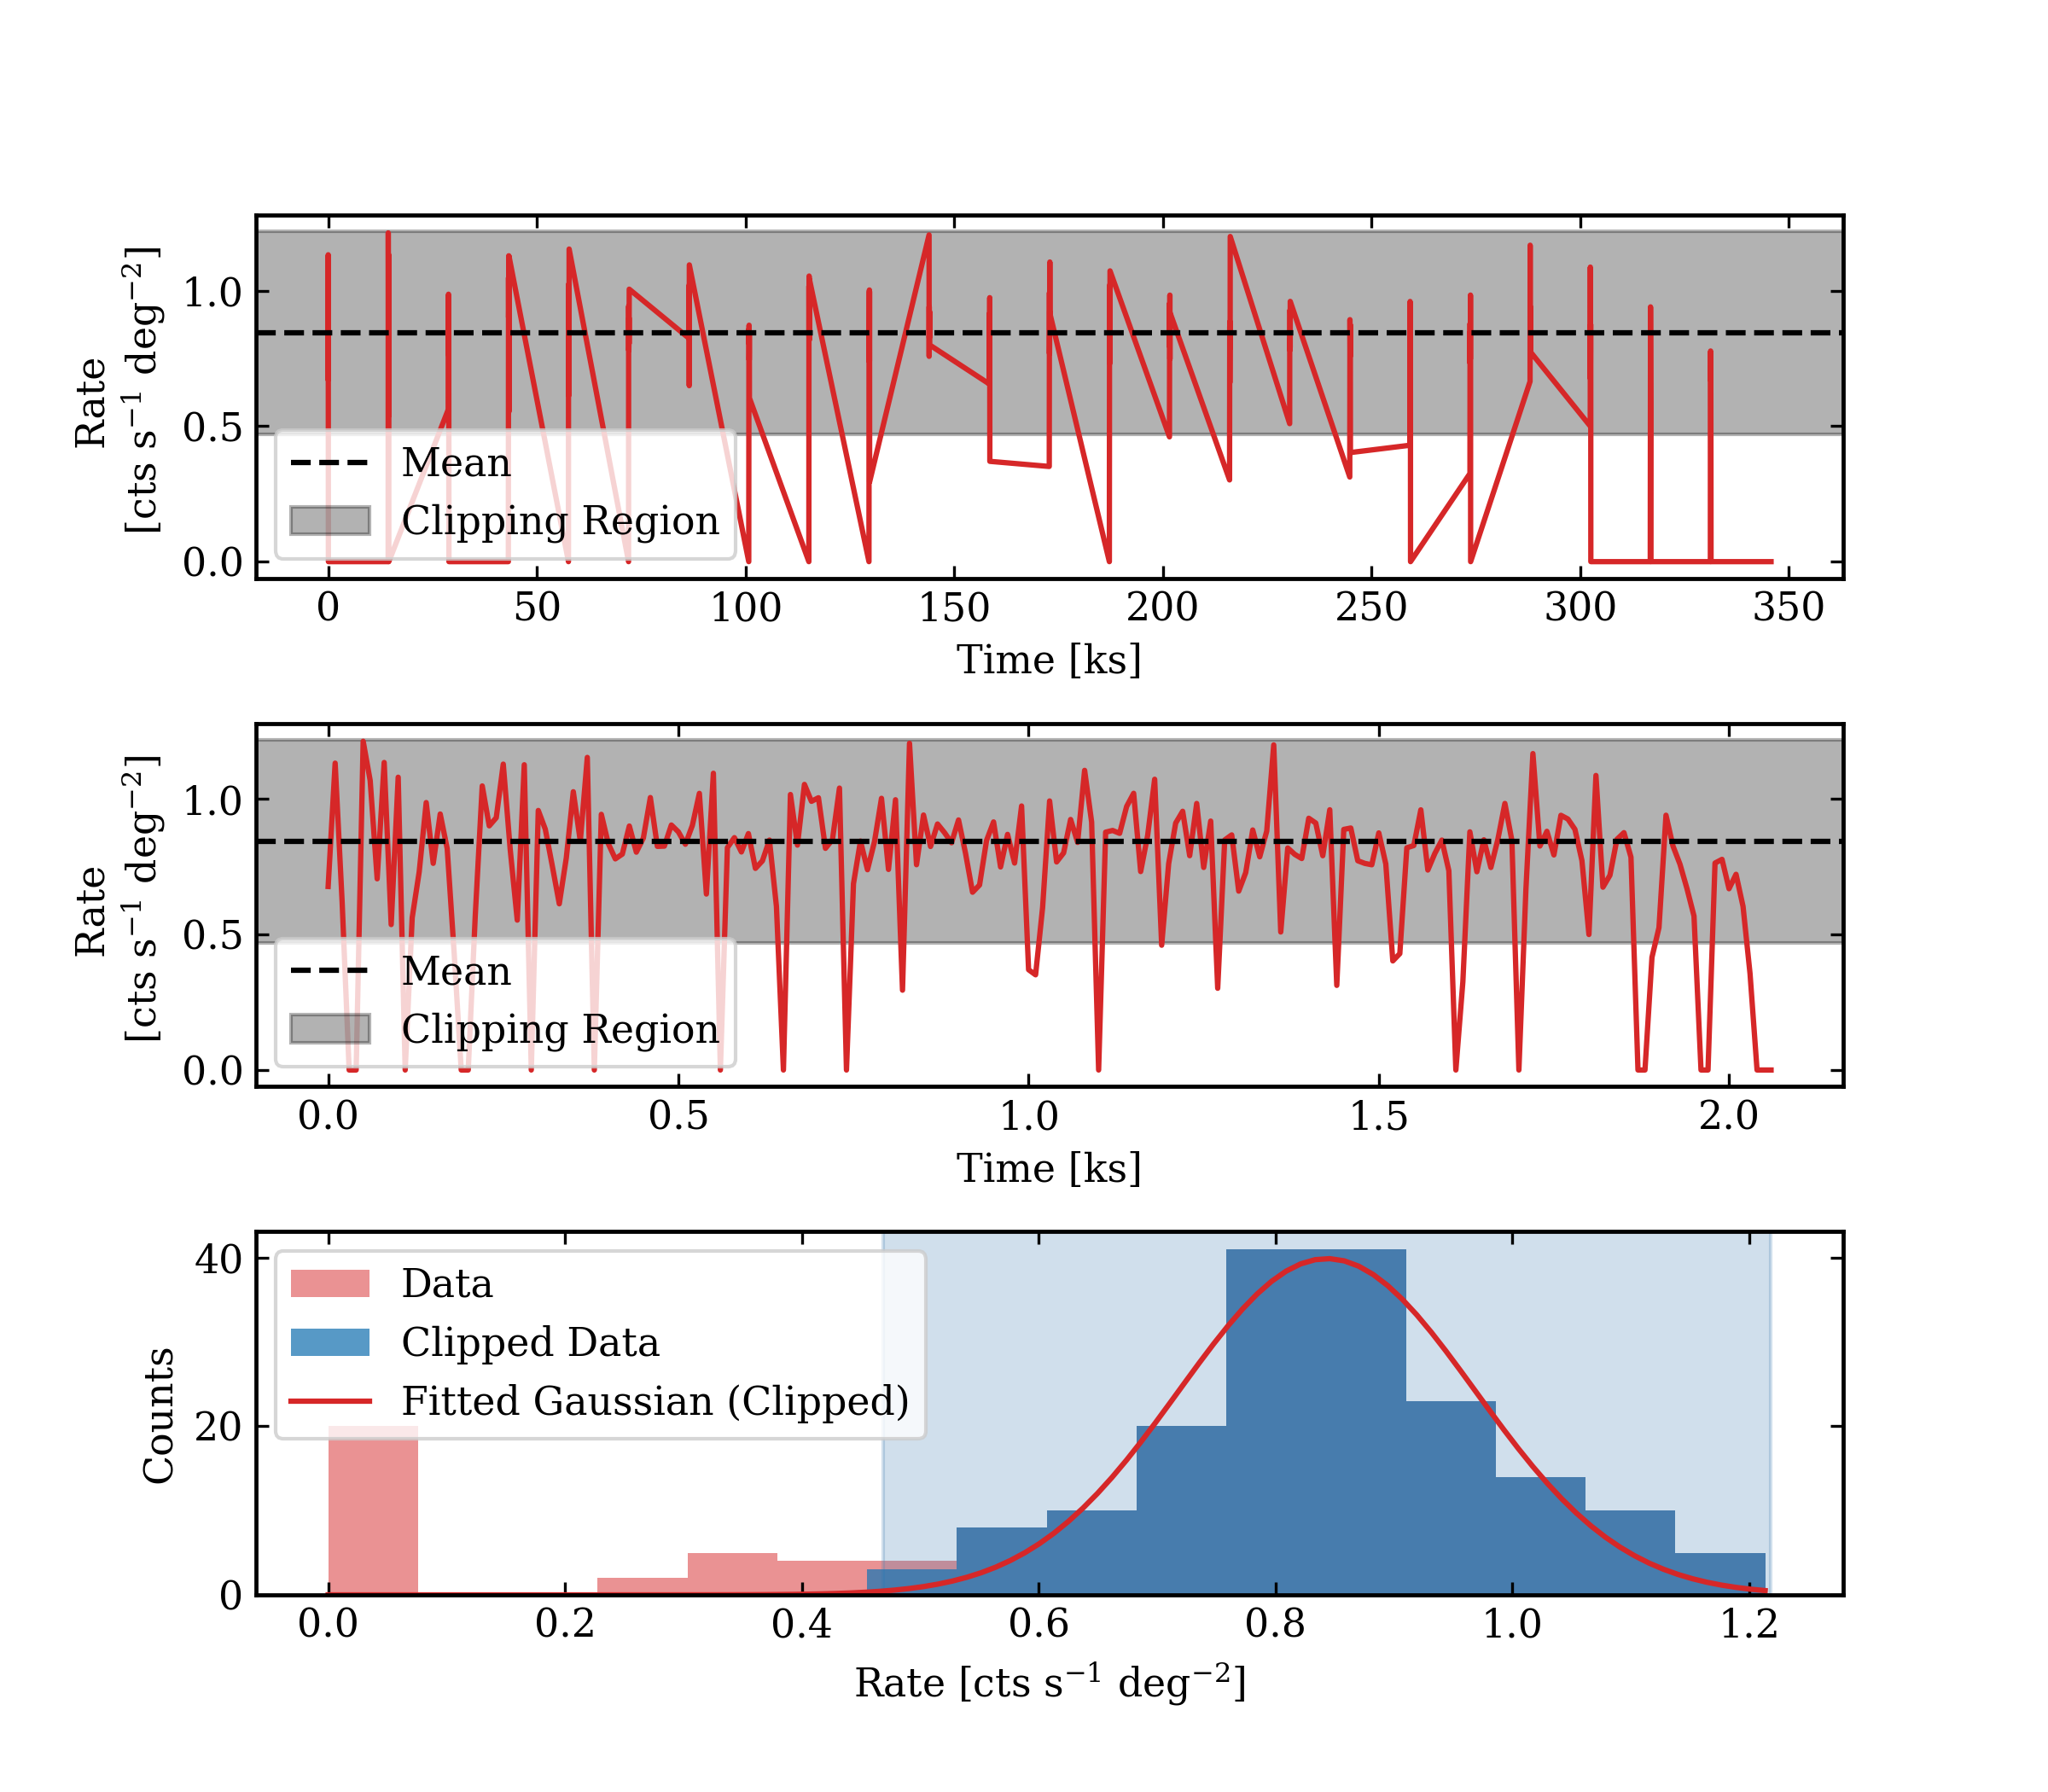 Rate
[cts s⁻¹ deg⁻²]
1.0
0.5
0.0
Mean
Clipping Region
0 50 100 150 200 250 300 350
Time [ks]
Rate
[cts s⁻¹ deg⁻²]
1.0
0.5
0.0
Mean
Clipping Region
0.0 0.5 1.0 1.5 2.0
Time [ks]
Counts
40
20
0
Data
Clipped Data
Fitted Gaussian (Clipped)
0.0 0.2 0.4 0.6 0.8 1.0 1.2
Rate [cts s⁻¹ deg⁻²]